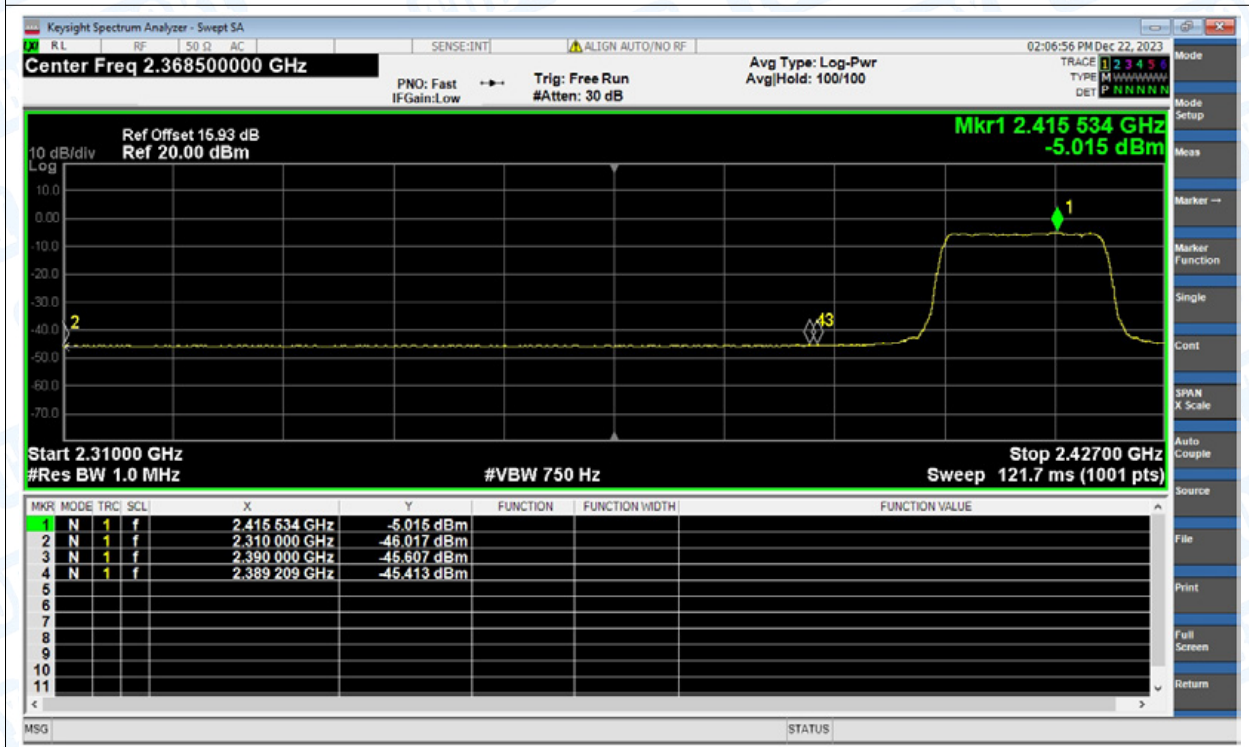 Keysight Spectrum Analyzer - Swept SA
RL RF 50 Ω AC SENSE:INT ALIGN AUTO/NO RF 02:06:56 PM Dec 22, 2023
Center Freq 2.368500000 GHz
PNO: Fast
IFGain:Low
Trig: Free Run
#Atten: 30 dB
Avg Type: Log-Pwr
Avg|Hold: 100/100
TRACE 1 2 3 4 5 6
TYPE M WWWWW
DET P N N N N N
Ref Offset 15.93 dB
10 dB/div Ref 20.00 dBm
Log
Mkr1 2.415 534 GHz
-5.015 dBm
10.0
0.00
-10.0
-20.0
-30.0
-40.0
-50.0
-60.0
-70.0
1
2
43
Start 2.31000 GHz Stop 2.42700 GHz
#Res BW 1.0 MHz #VBW 750 Hz Sweep 121.7 ms (1001 pts)
MKR MODE TRC SCL X Y FUNCTION FUNCTION WIDTH FUNCTION VALUE
1 N 1 f 2.415 534 GHz -5.015 dBm
2 N 1 f 2.310 000 GHz -46.017 dBm
3 N 1 f 2.390 000 GHz -45.607 dBm
4 N 1 f 2.389 209 GHz -45.413 dBm
5
6
7
8
9
10
11
MSG STATUS
Mode
Mode
Setup
Meas
Marker →
Marker
Function
Single
Cont
SPAN
X Scale
Auto
Couple
Source
File
Print
Full
Screen
Return